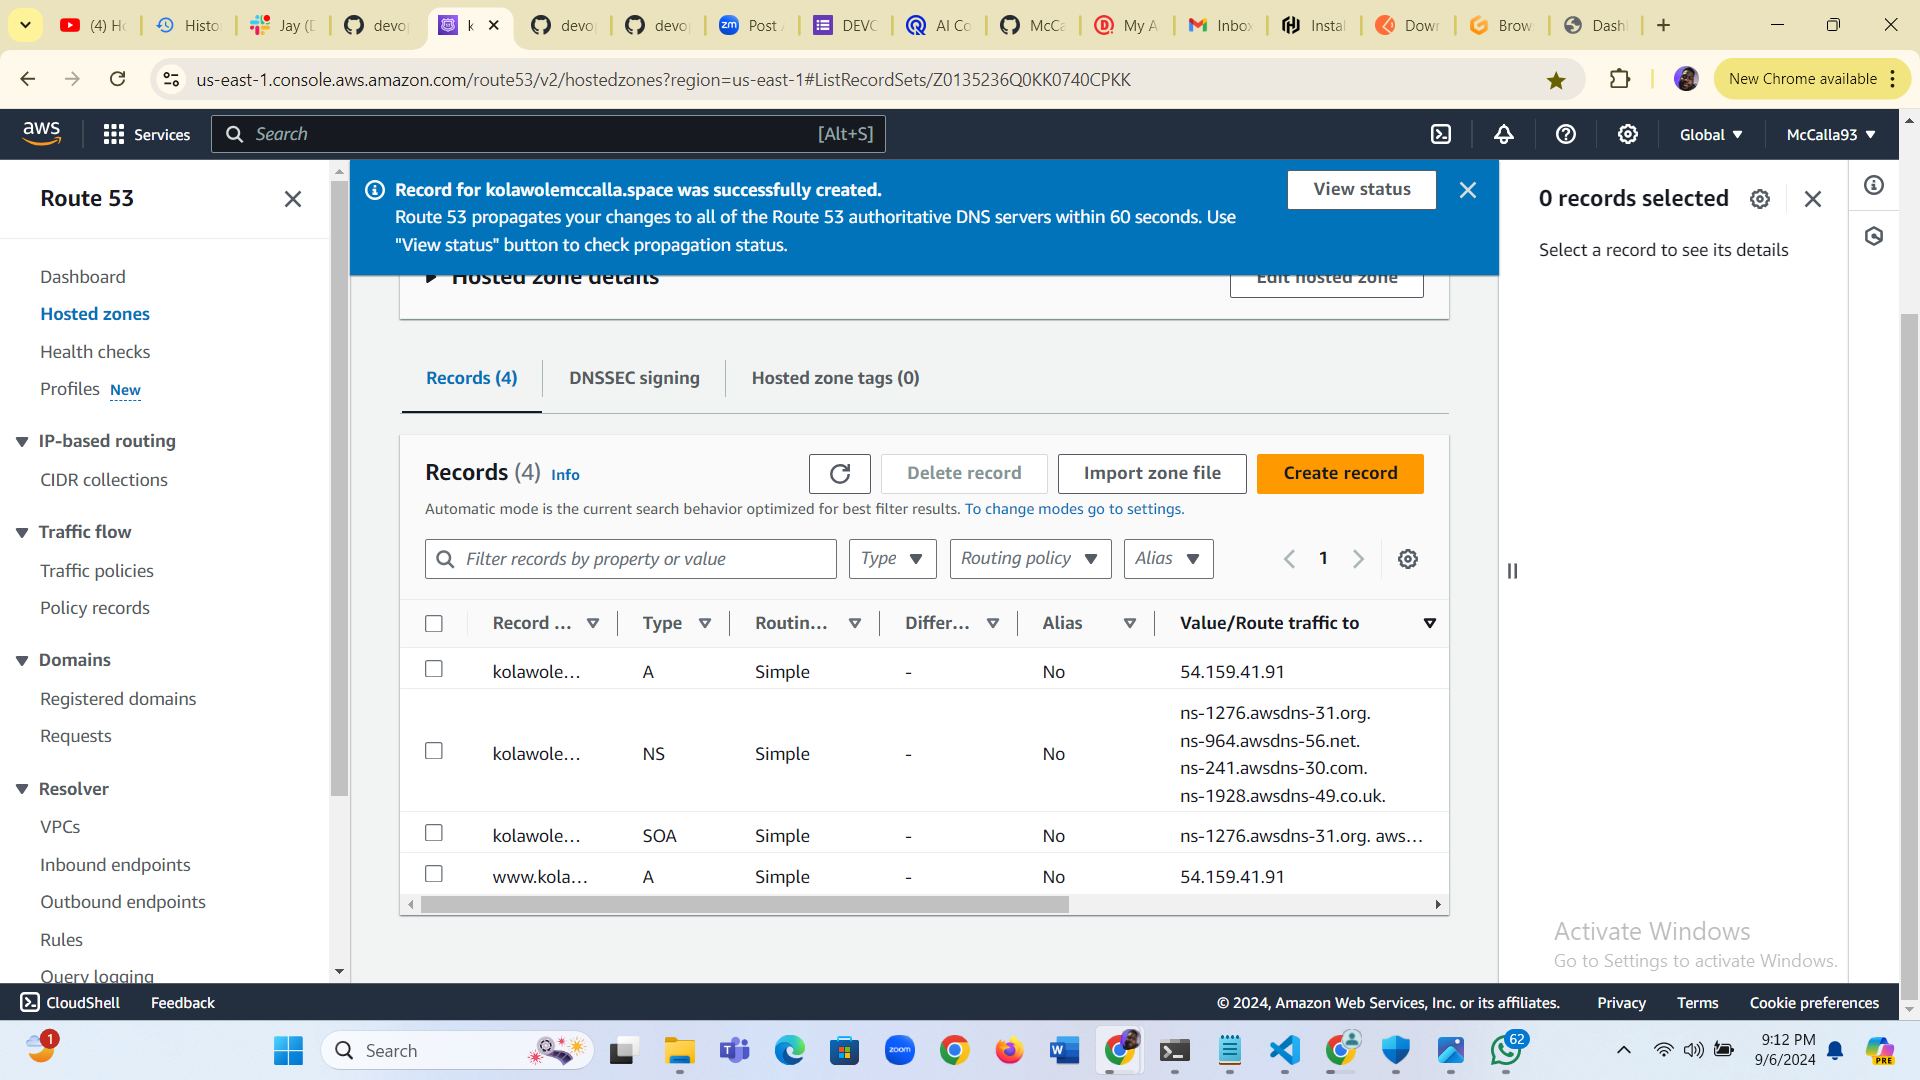 (4) Ho
Histo
Jay (D
devo
k
devo
devo
Post A
DEVO
AI Co
McCa
My A
Inbox
Instal
Down
Brow
Dash
us-east-1.console.aws.amazon.com/route53/v2/hostedzones?region=us-east-1#ListRecordSets/Z0135236Q0KK0740CPKK
New Chrome available
aws
Services
Search
[Alt+S]
Global
McCalla93
Route 53
Dashboard
Hosted zones
Health checks
Profiles New
IP-based routing
CIDR collections
Traffic flow
Traffic policies
Policy records
Domains
Registered domains
Requests
Resolver
VPCs
Inbound endpoints
Outbound endpoints
Rules
Query logging
Record for kolawolemccalla.space was successfully created.
Route 53 propagates your changes to all of the Route 53 authoritative DNS servers within 60 seconds. Use
"View status" button to check propagation status.
View status
Hosted zone details
Edit hosted zone
Records (4)
DNSSEC signing
Hosted zone tags (0)
Records (4) Info
Delete record
Import zone file
Create record
Automatic mode is the current search behavior optimized for best filter results. To change modes go to settings.
Filter records by property or value
Type
Routing policy
Alias
1
Record ...
Type
Routin...
Differ...
Alias
Value/Route traffic to
kolawole... A Simple - No 54.159.41.91
ns-1276.awsdns-31.org.
ns-964.awsdns-56.net.
kolawole... NS Simple - No
ns-241.awsdns-30.com.
ns-1928.awsdns-49.co.uk.
kolawole... SOA Simple - No ns-1276.awsdns-31.org. aws...
www.kola... A Simple - No 54.159.41.91
0 records selected
Select a record to see its details
Activate Windows
Go to Settings to activate Windows.
CloudShell
Feedback
© 2024, Amazon Web Services, Inc. or its affiliates.
Privacy
Terms
Cookie preferences
1
Search
zoom
62
9:12 PM
9/6/2024
PRE